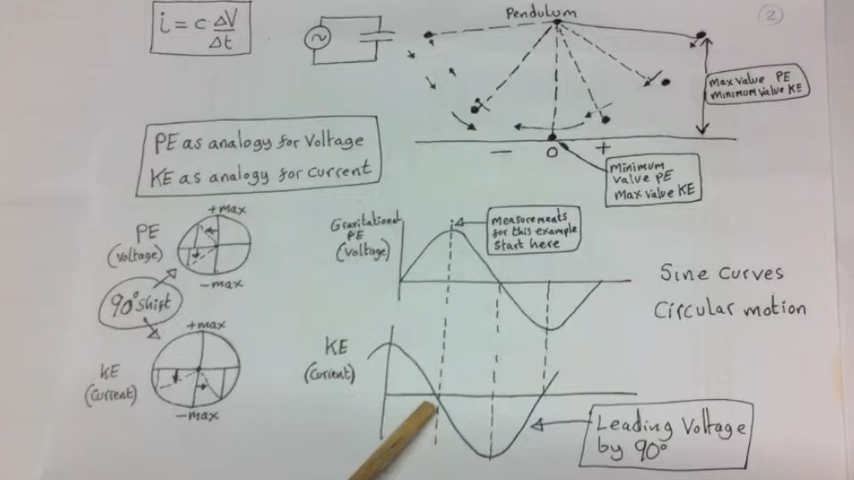 i = c ΔV
Δt
Pendulum
2
Max value PE
minimum value KE
− 0 +
Minimum
value PE
Max value KE
PE as analogy for Voltage
KE as analogy for current
PE
(Voltage)
+max
−max
90° shift
KE
(Current)
+max
−max
Gravitational
PE
(Voltage)
Measurements
for this example
start here
Sine Curves
Circular motion
KE
(Current)
Leading Voltage
by 90°